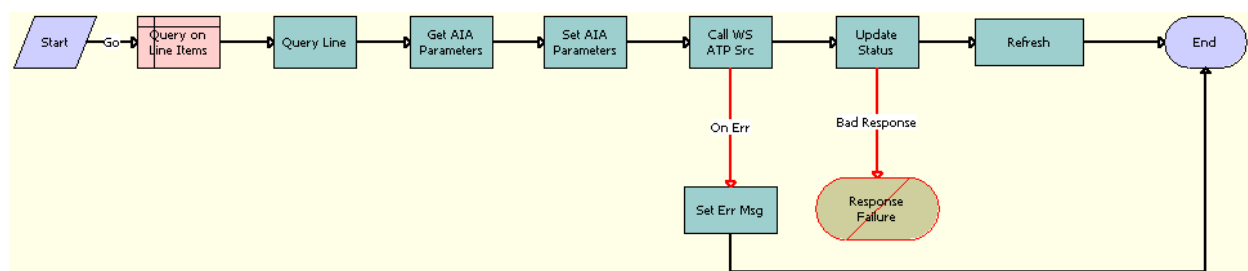 Start
Go
Query on
Line Items
Query Line
Get AIA
Parameters
Set AIA
Parameters
Call WS
ATP Src
Update
Status
Refresh
End
On Err
Bad Response
Set Err Msg
Response
Failure